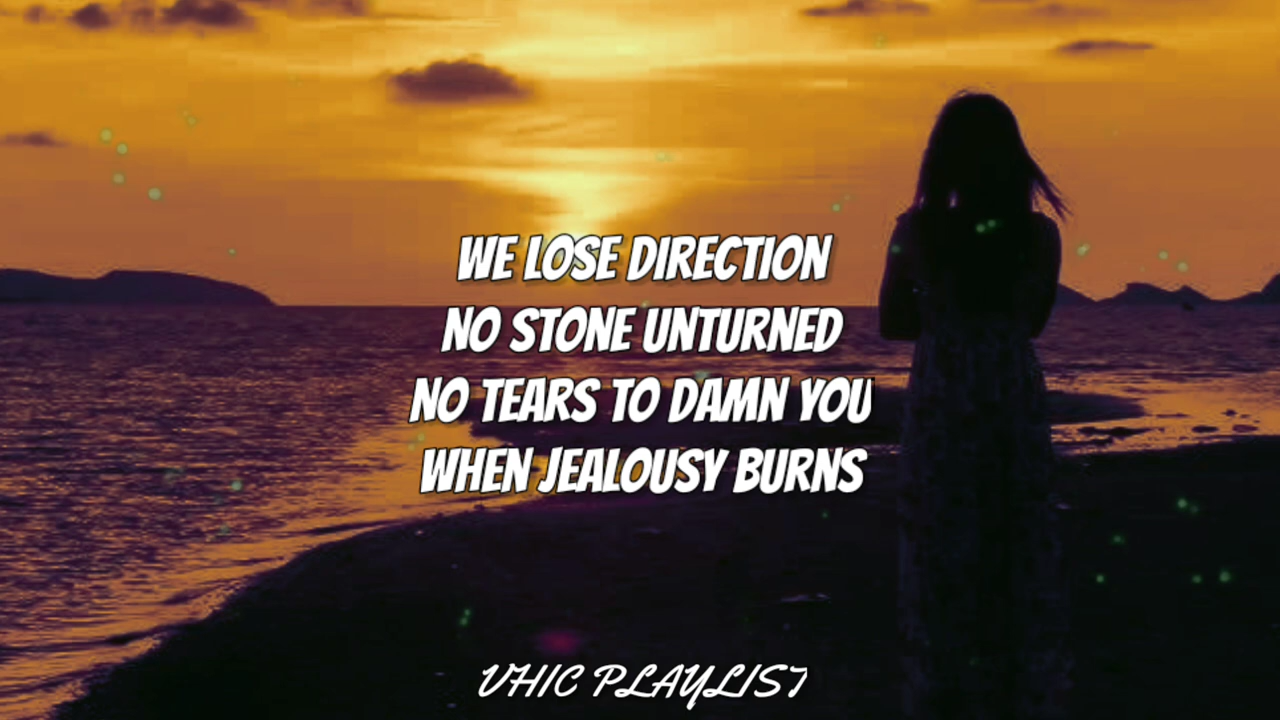 WE LOSE DIRECTION
NO STONE UNTURNED
NO TEARS TO DAMN YOU
WHEN JEALOUSY BURNS
VHIC PLAYLIST